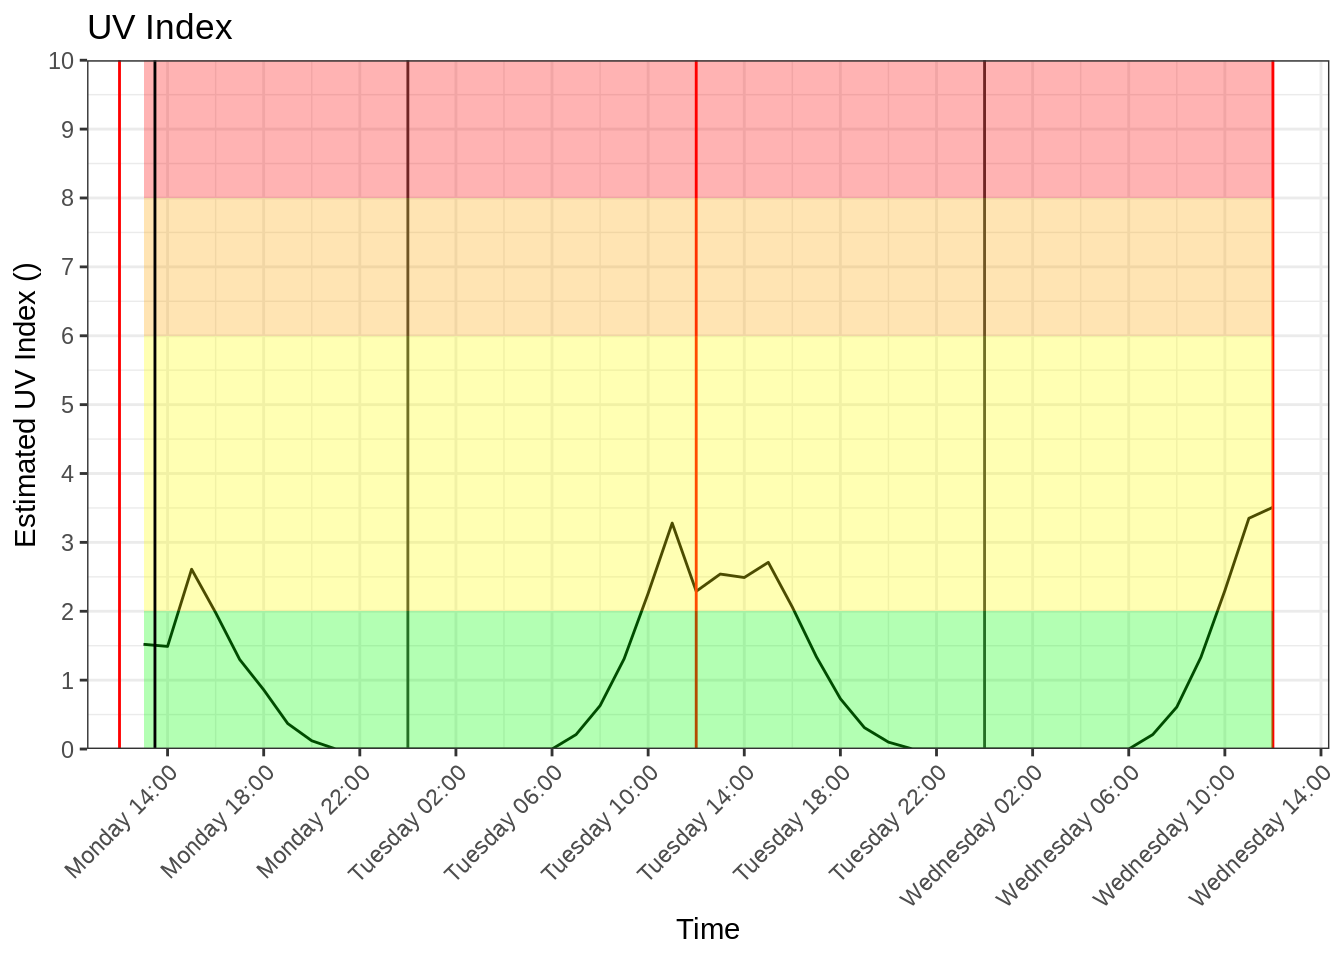 UV Index
Estimated UV Index ()
10
9
8
7
6
5
4
3
2
1
0
Monday 14:00
Monday 18:00
Monday 22:00
Tuesday 02:00
Tuesday 06:00
Tuesday 10:00
Tuesday 14:00
Tuesday 18:00
Tuesday 22:00
Wednesday 02:00
Wednesday 06:00
Wednesday 10:00
Wednesday 14:00
Time